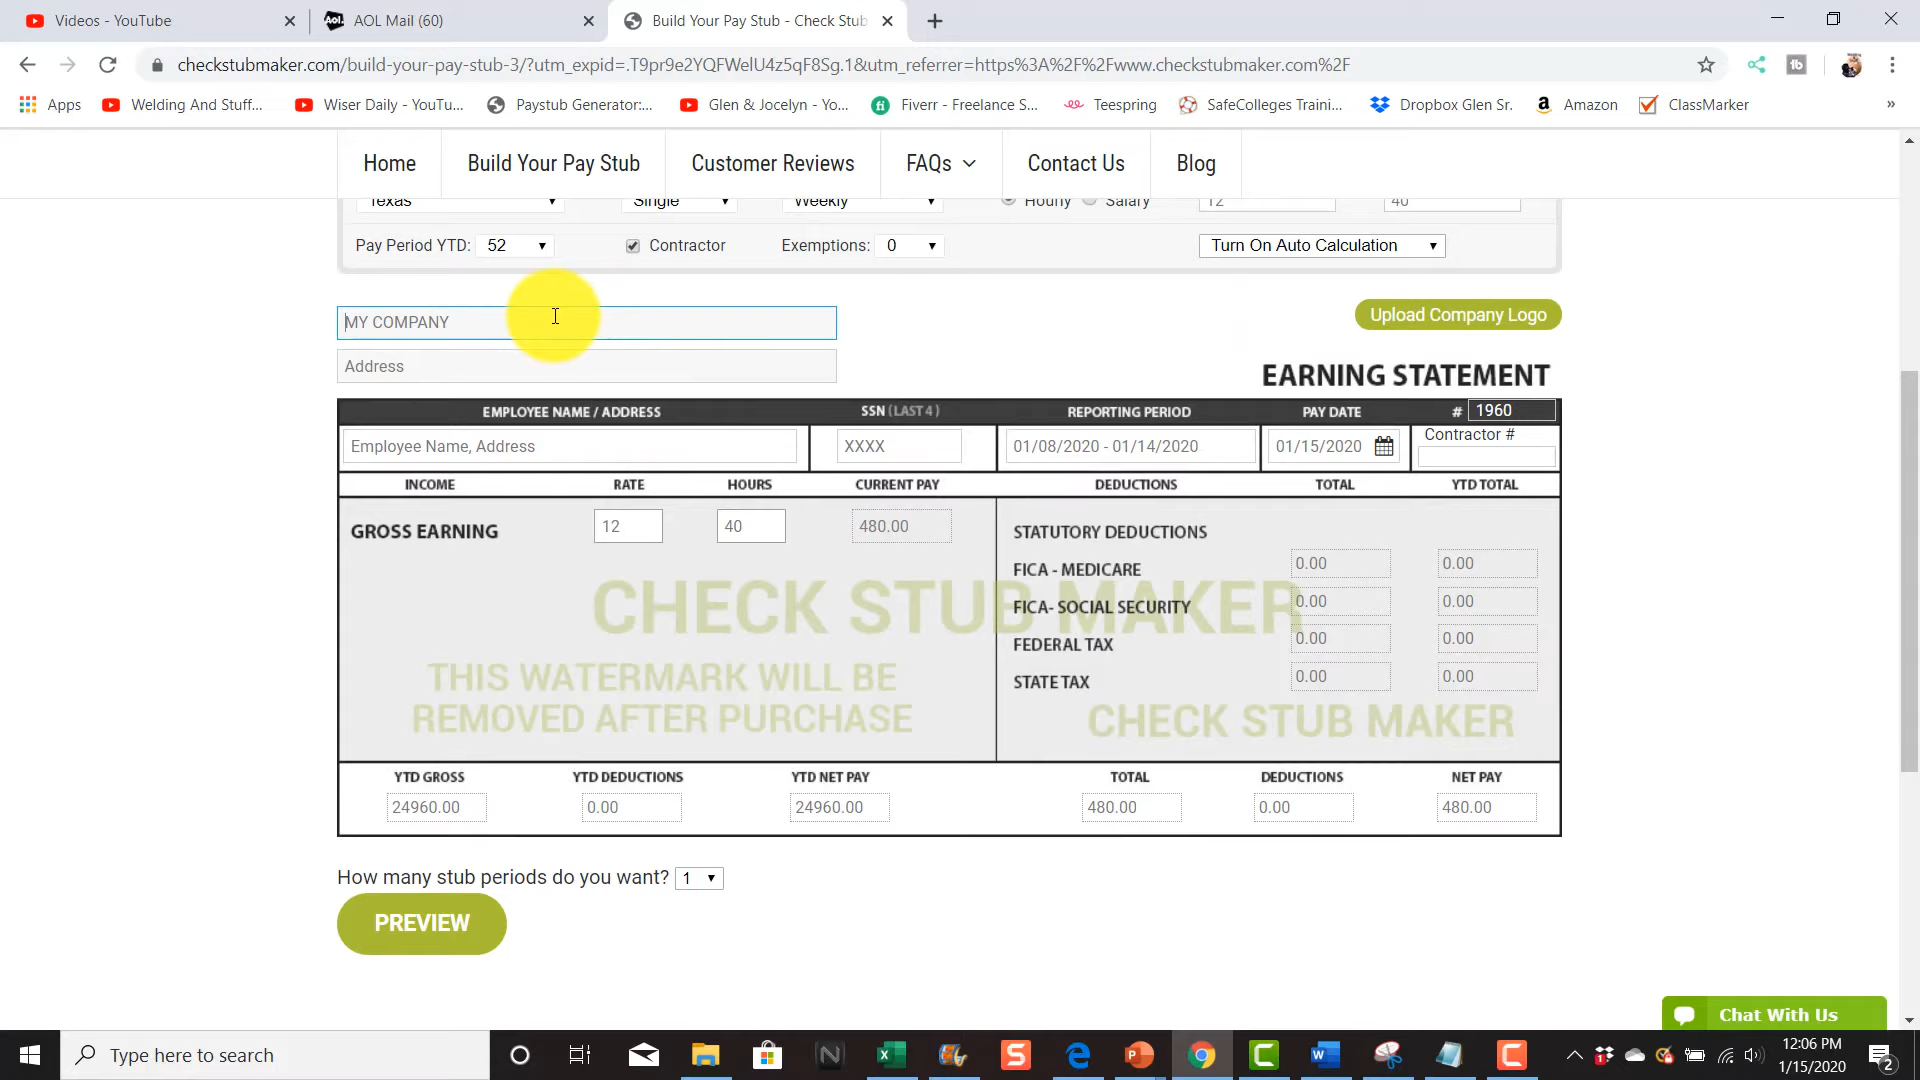 Videos - YouTube
AOL Mail (60)
Build Your Pay Stub - Check Stub
checkstubmaker.com/build-your-pay-stub-3/?utm_expid=.T9pr9e2YQFWelU4z5qF8Sg.1&utm_referrer=https%3A%2F%2Fwww.checkstubmaker.com%2F
Apps Welding And Stuff... Wiser Daily - YouTu... Paystub Generator:... Glen & Jocelyn - Yo... Fiverr - Freelance S... Teespring SafeColleges Traini... Dropbox Glen Sr. Amazon ClassMarker »
Home Build Your Pay Stub Customer Reviews FAQs Contact Us Blog
Texas Single Weekly Hourly Salary 12 40
Pay Period YTD: 52 Contractor Exemptions: 0 Turn On Auto Calculation
MY COMPANY
Upload Company Logo
Address
EARNING STATEMENT
EMPLOYEE NAME / ADDRESS SSN (LAST 4) REPORTING PERIOD PAY DATE # 1960
Employee Name, Address XXXX 01/08/2020 - 01/14/2020 01/15/2020 Contractor #
INCOME RATE HOURS CURRENT PAY DEDUCTIONS TOTAL YTD TOTAL
GROSS EARNING 12 40 480.00 STATUTORY DEDUCTIONS
FICA - MEDICARE 0.00 0.00
FICA- SOCIAL SECURITY 0.00 0.00
FEDERAL TAX 0.00 0.00
STATE TAX 0.00 0.00
CHECK STUB MAKER
THIS WATERMARK WILL BE
REMOVED AFTER PURCHASE
CHECK STUB MAKER
YTD GROSS YTD DEDUCTIONS YTD NET PAY TOTAL DEDUCTIONS NET PAY
24960.00 0.00 24960.00 480.00 0.00 480.00
How many stub periods do you want? 1
PREVIEW
Chat With Us
Type here to search
12:06 PM
1/15/2020
2